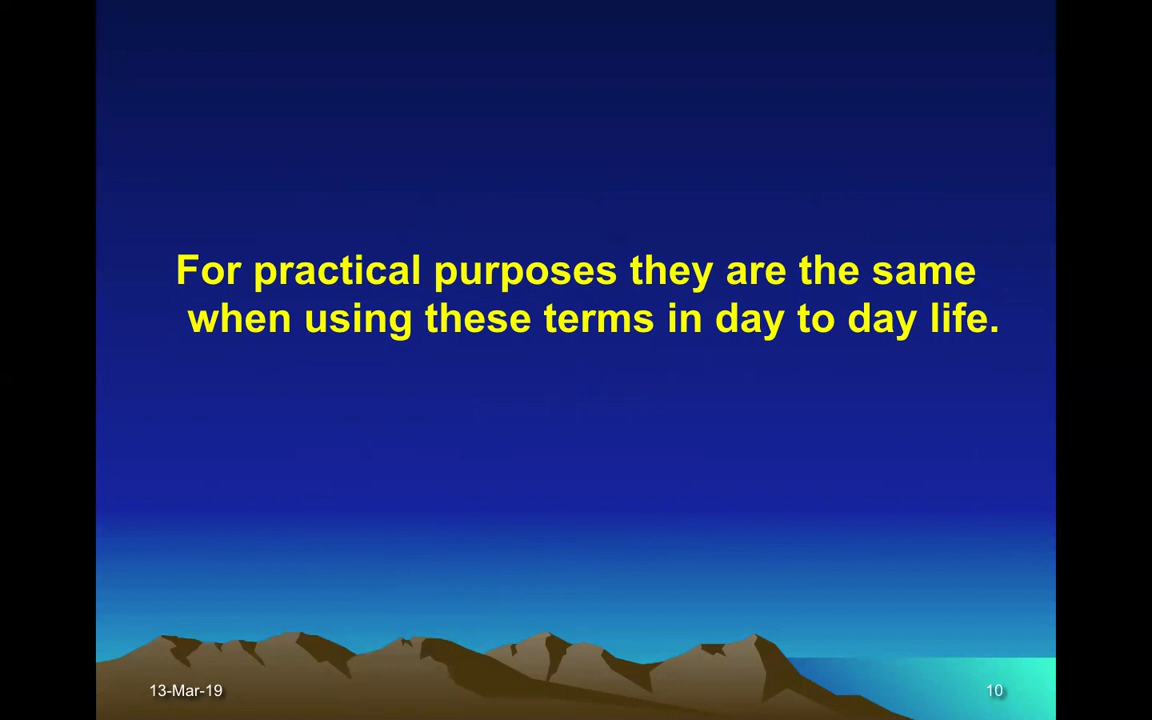 For practical purposes they are the same
when using these terms in day to day life.
13-Mar-19
10